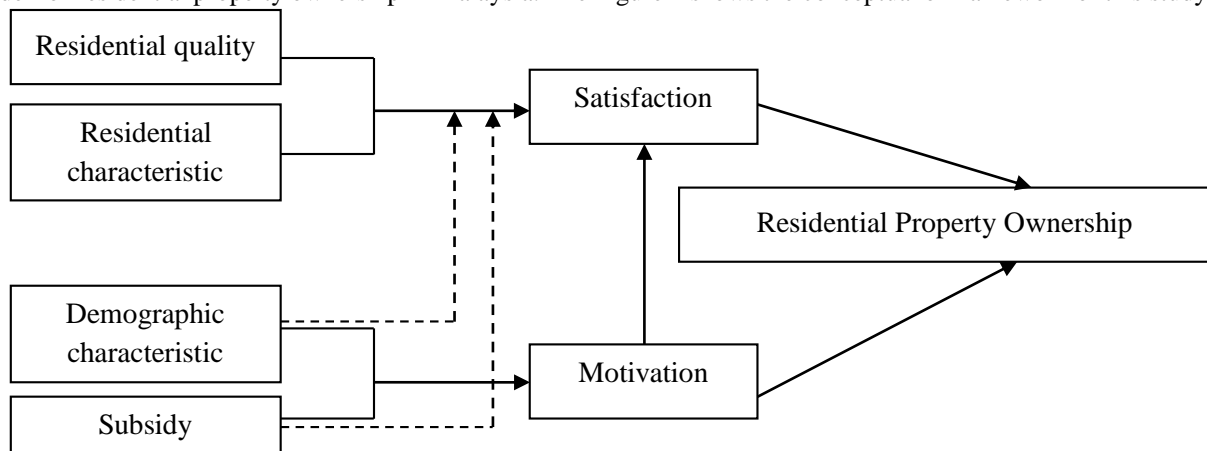 Residential quality
Residential
characteristic
Satisfaction
Residential Property Ownership
Demographic
characteristic
Motivation
Subsidy